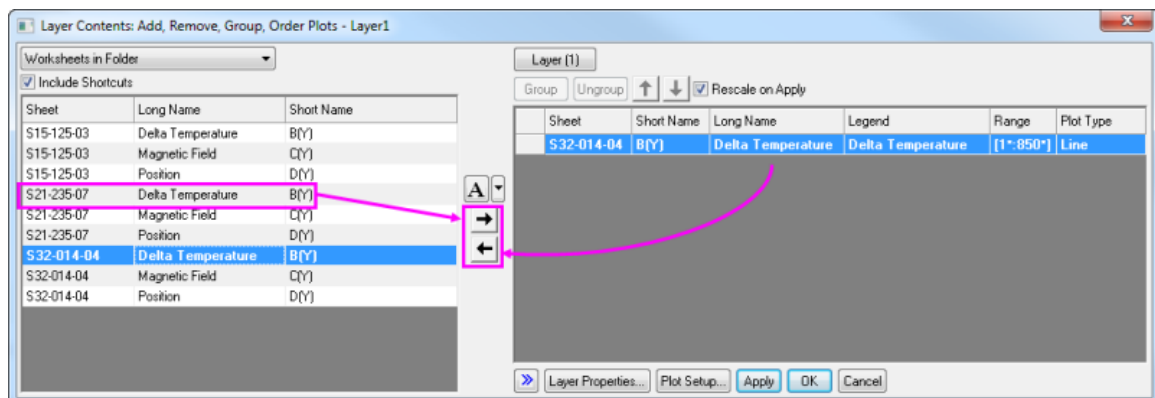 Layer Contents: Add, Remove, Group, Order Plots - Layer1
Worksheets in Folder
Include Shortcuts
Sheet Long Name Short Name
S15-125-03 Delta Temperature B(Y)
S15-125-03 Magnetic Field C(Y)
S15-125-03 Position D(Y)
S21-235-07 Delta Temperature B(Y)
S21-235-07 Magnetic Field C(Y)
S21-235-07 Position D(Y)
S32-014-04 Delta Temperature B(Y)
S32-014-04 Magnetic Field C(Y)
S32-014-04 Position D(Y)
A
Layer (1)
Group Ungroup Rescale on Apply
Sheet Short Name Long Name Legend Range Plot Type
S32-014-04 B(Y) Delta Temperature Delta Temperature [1*:850*] Line
Layer Properties... Plot Setup... Apply OK Cancel